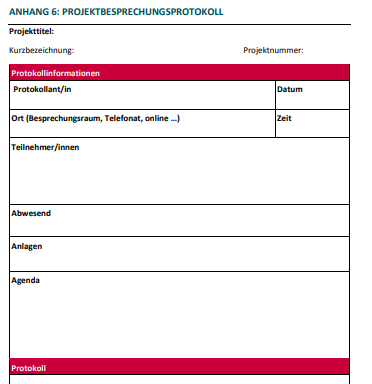 ANHANG 6: PROJEKTBESPRECHUNGSPROTOKOLL
Projekttitel:
Kurzbezeichnung: Projektnummer:
Protokollinformationen
Protokollant/in Datum
Ort (Besprechungsraum, Telefonat, online …) Zeit
Teilnehmer/innen
Abwesend
Anlagen
Agenda
Protokoll